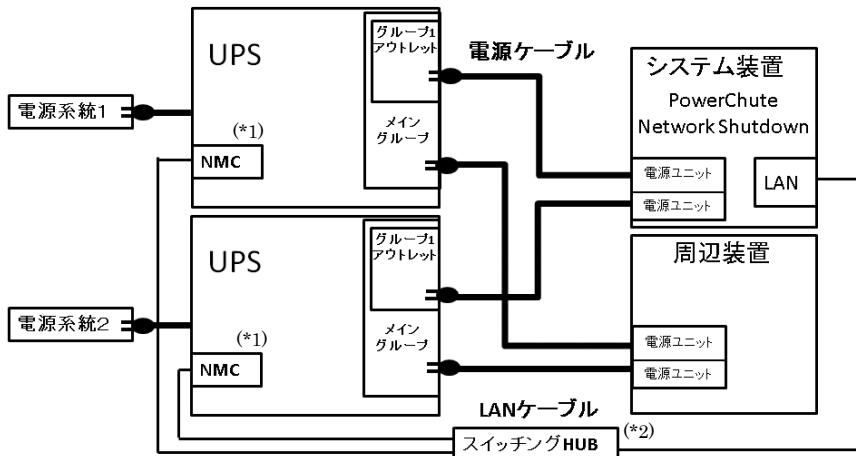 UPS
グループ1
アウトレット
メイン
グループ
(*1)
NMC
電源系統1
電源ケーブル
システム装置
PowerChute
Network Shutdown
電源ユニット
電源ユニット
LAN
UPS
グループ1
アウトレット
メイン
グループ
(*1)
NMC
電源系統2
周辺装置
電源ユニット
電源ユニット
LANケーブル
スイッチングHUB
(*2)